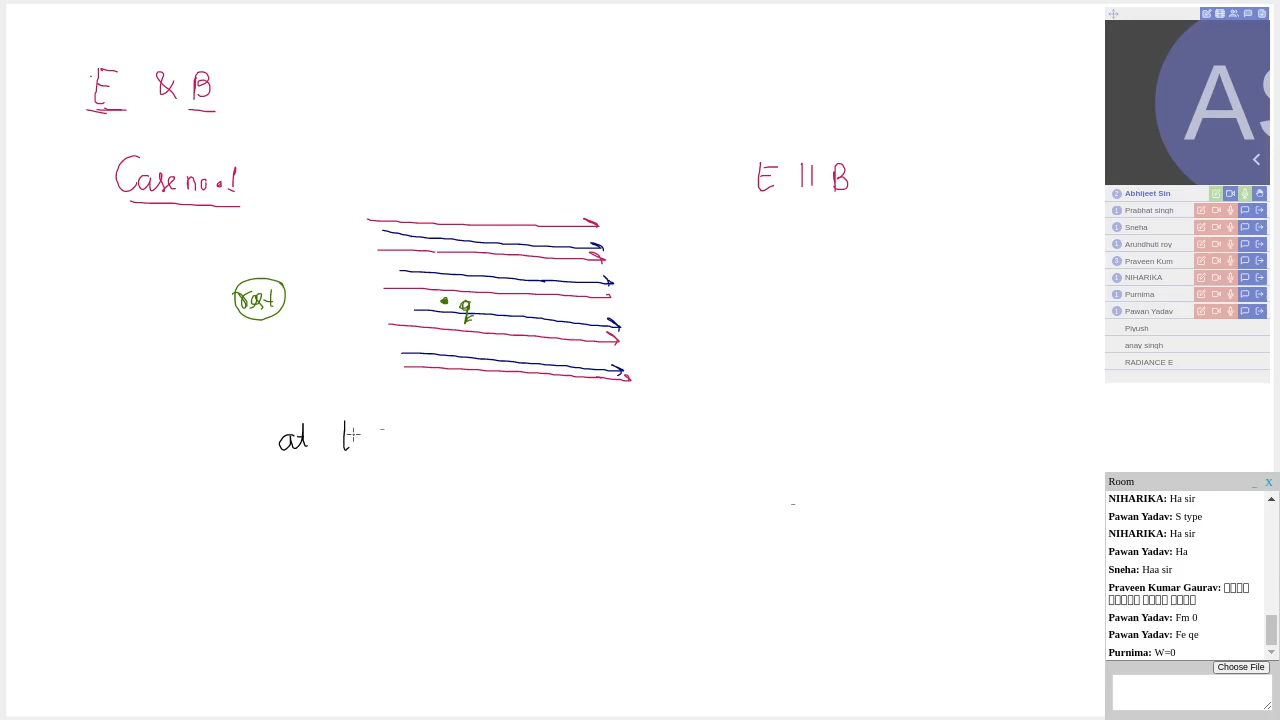 E & B
Case no. 1
E || B
rest
q
at t
AS
Abhijeet Sin
Prabhat singh
Sneha
Arundhuti roy
Praveen Kum
NIHARIKA
Purnima
Pawan Yadav
Piyush
anay singh
RADIANCE E
Room _ X
NIHARIKA: Ha sir
Pawan Yadav: S type
NIHARIKA: Ha sir
Pawan Yadav: Ha
Sneha: Haa sir
Praveen Kumar Gaurav:
Pawan Yadav: Fm 0
Pawan Yadav: Fe qe
Purnima: W=0
Choose File